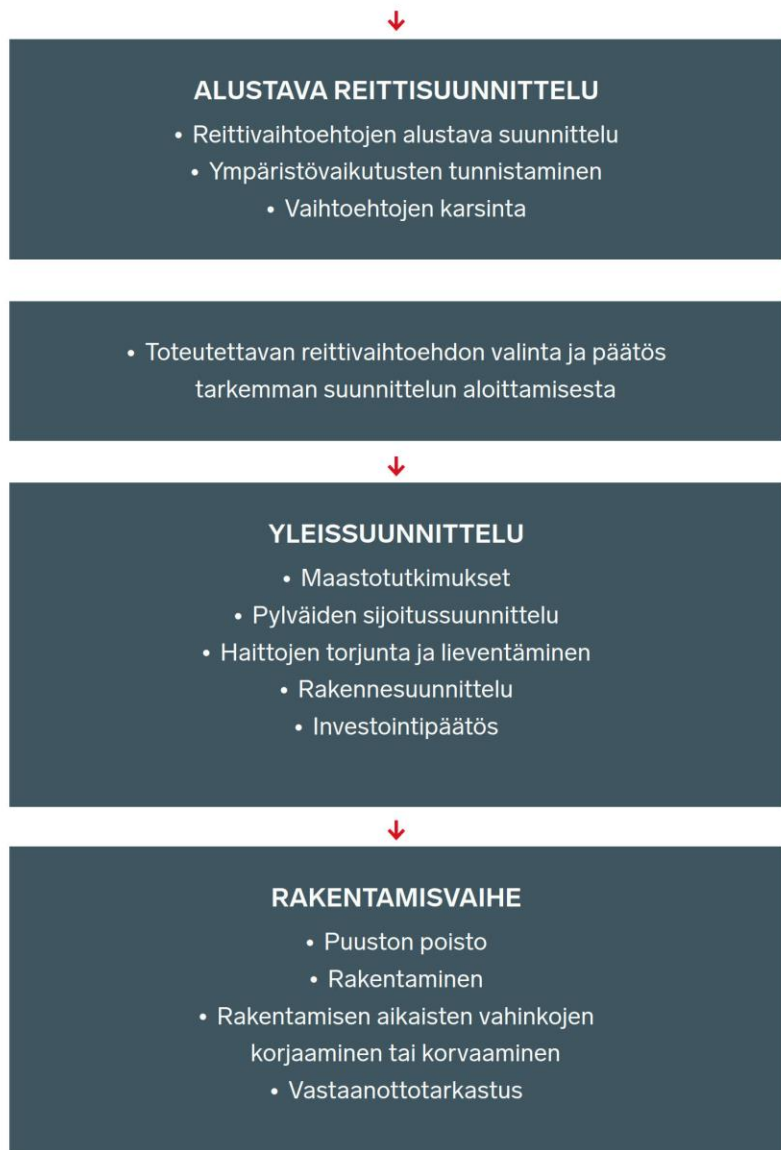 ALUSTAVA REITTISUUNNITTELU
• Reittivaihtoehtojen alustava suunnittelu
• Ympäristövaikutusten tunnistaminen
• Vaihtoehtojen karsinta
• Toteutettavan reittivaihtoehdon valinta ja päätös
tarkemman suunnittelun aloittamisesta
YLEISSUUNNITTELU
• Maastotutkimukset
• Pylväiden sijoitussuunnittelu
• Haittojen torjunta ja lieventäminen
• Rakennesuunnittelu
• Investointipäätös
RAKENTAMISVAIHE
• Puuston poisto
• Rakentaminen
• Rakentamisen aikaisten vahinkojen
korjaaminen tai korvaaminen
• Vastaanottotarkastus